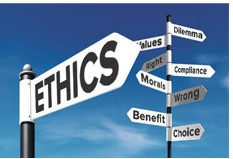 ETHICS
Dilemma
Values
Right
Compliance
Morals
Wrong
Benefit
Choice